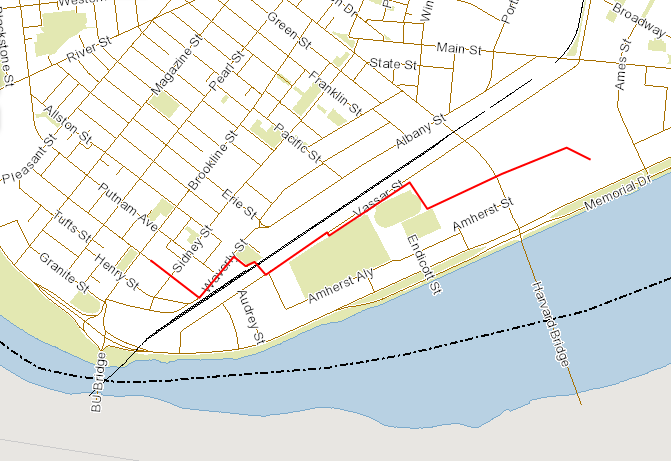 Western
River-St
Magazine-St
Pearl-St
Green-St
Dr
Main-St
Broadway
State-St
Ames-St
Franklin-St
Allston-St
Pacific-St
Albany-St
Pleasant-St
Brookline-St
Putnam-Ave
Erie-St
Vassar-St
Memorial-Dr
Tufts-St
Sidney-St
Amherst-St
Granite-St
Henry-St
Waverly-St
Endicott-St
Amherst-Aly
Audrey-St
Harvard-Bridge
BU-Bridge